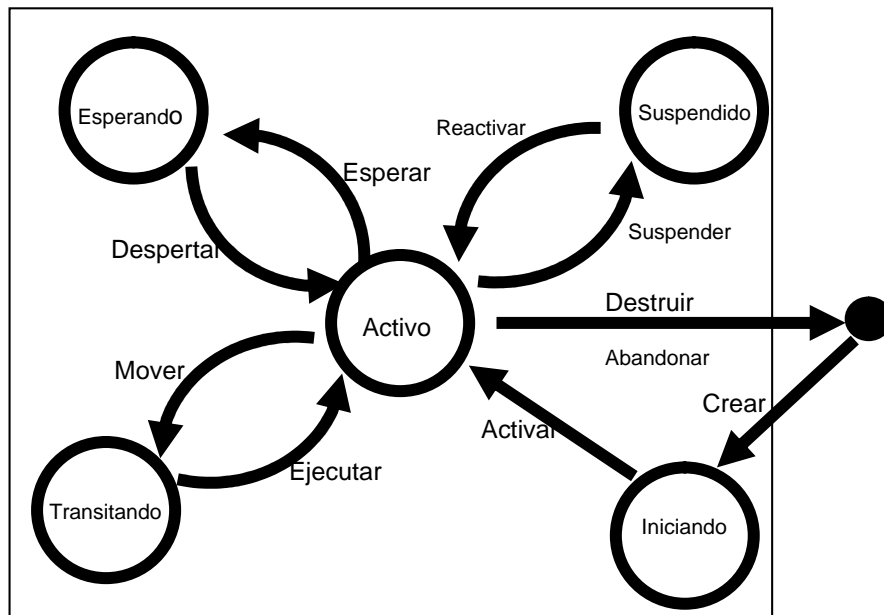 Esperando
Suspendido
Reactivar
Esperar
Suspender
Despertar
Destruir
Activo
Abandonar
Mover
Crear
Activar
Ejecutar
Transitando
Iniciando